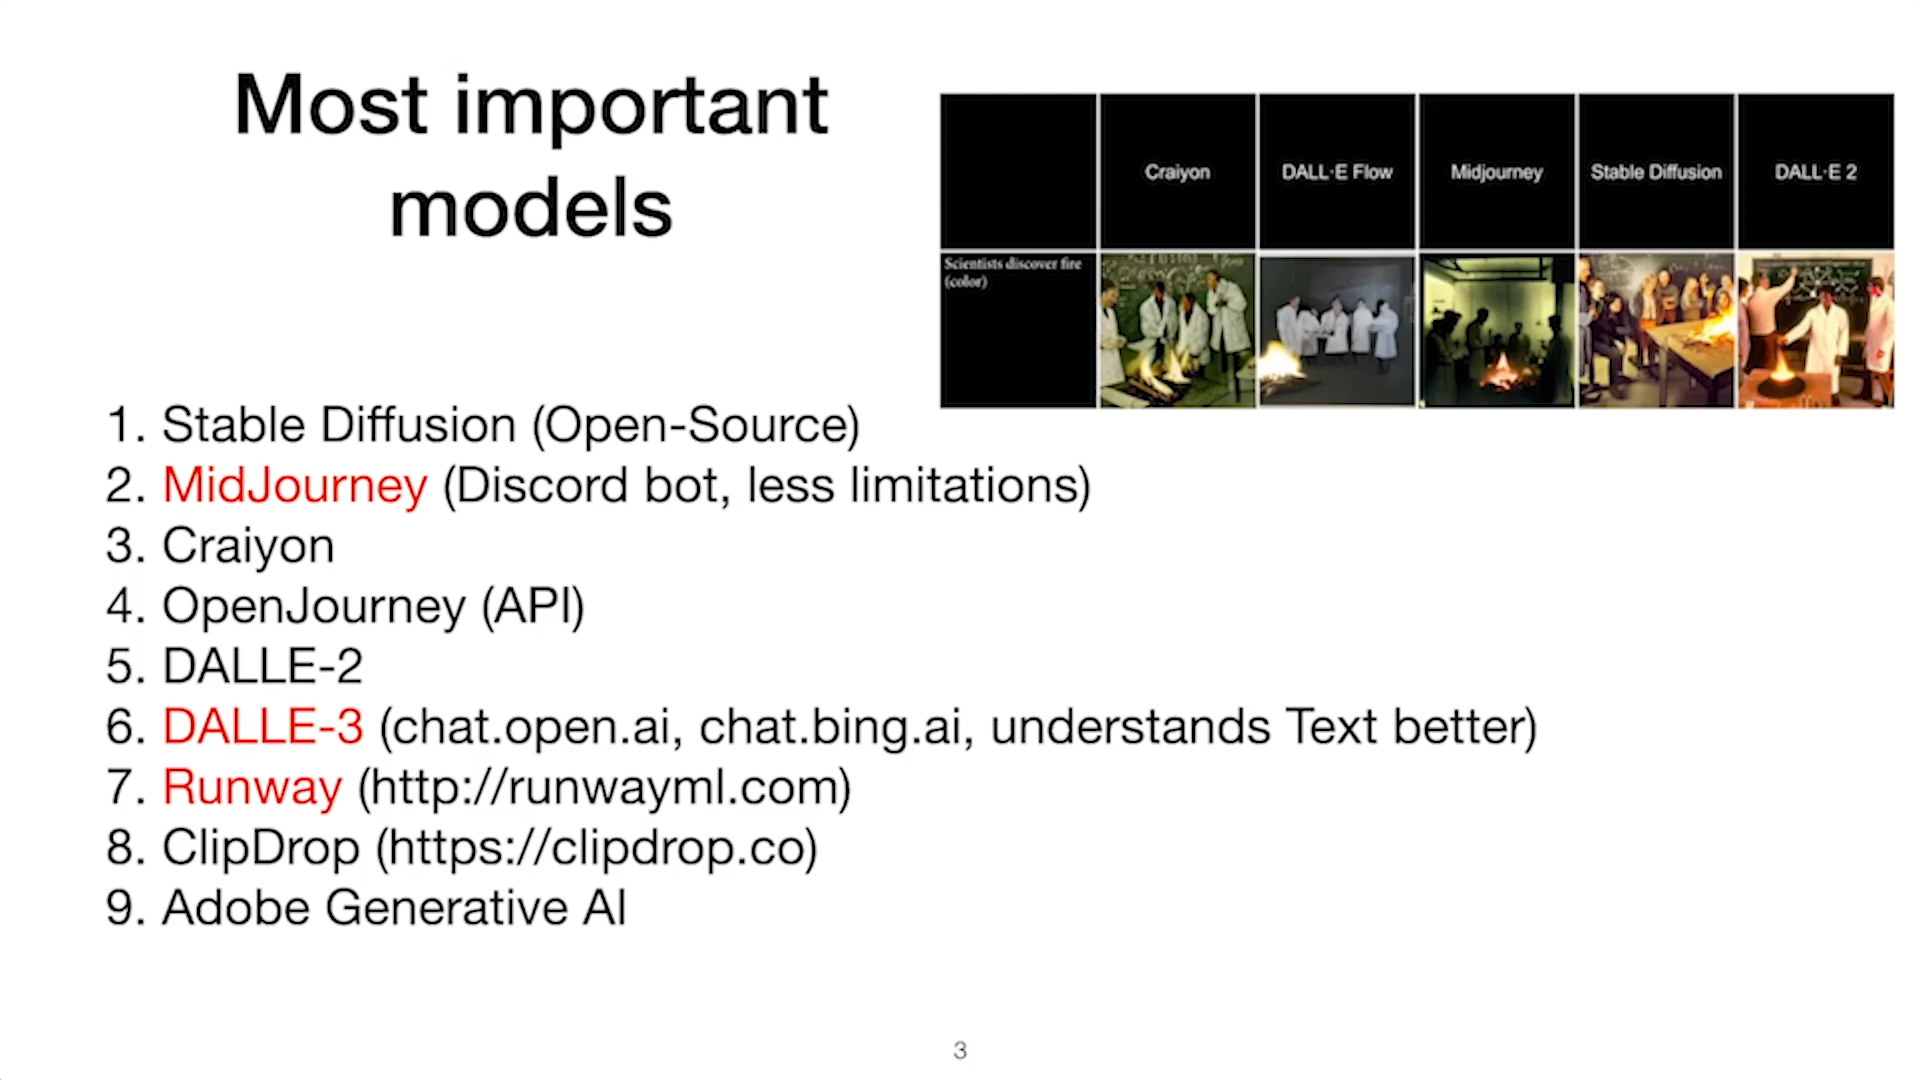 Most important
models
Craiyon
DALL·E Flow
Midjourney
Stable Diffusion
DALL·E 2
Scientists discover fire
(color)
1. Stable Diffusion (Open-Source)
2. MidJourney (Discord bot, less limitations)
3. Craiyon
4. OpenJourney (API)
5. DALLE-2
6. DALLE-3 (chat.open.ai, chat.bing.ai, understands Text better)
7. Runway (http://runwayml.com)
8. ClipDrop (https://clipdrop.co)
9. Adobe Generative AI
3